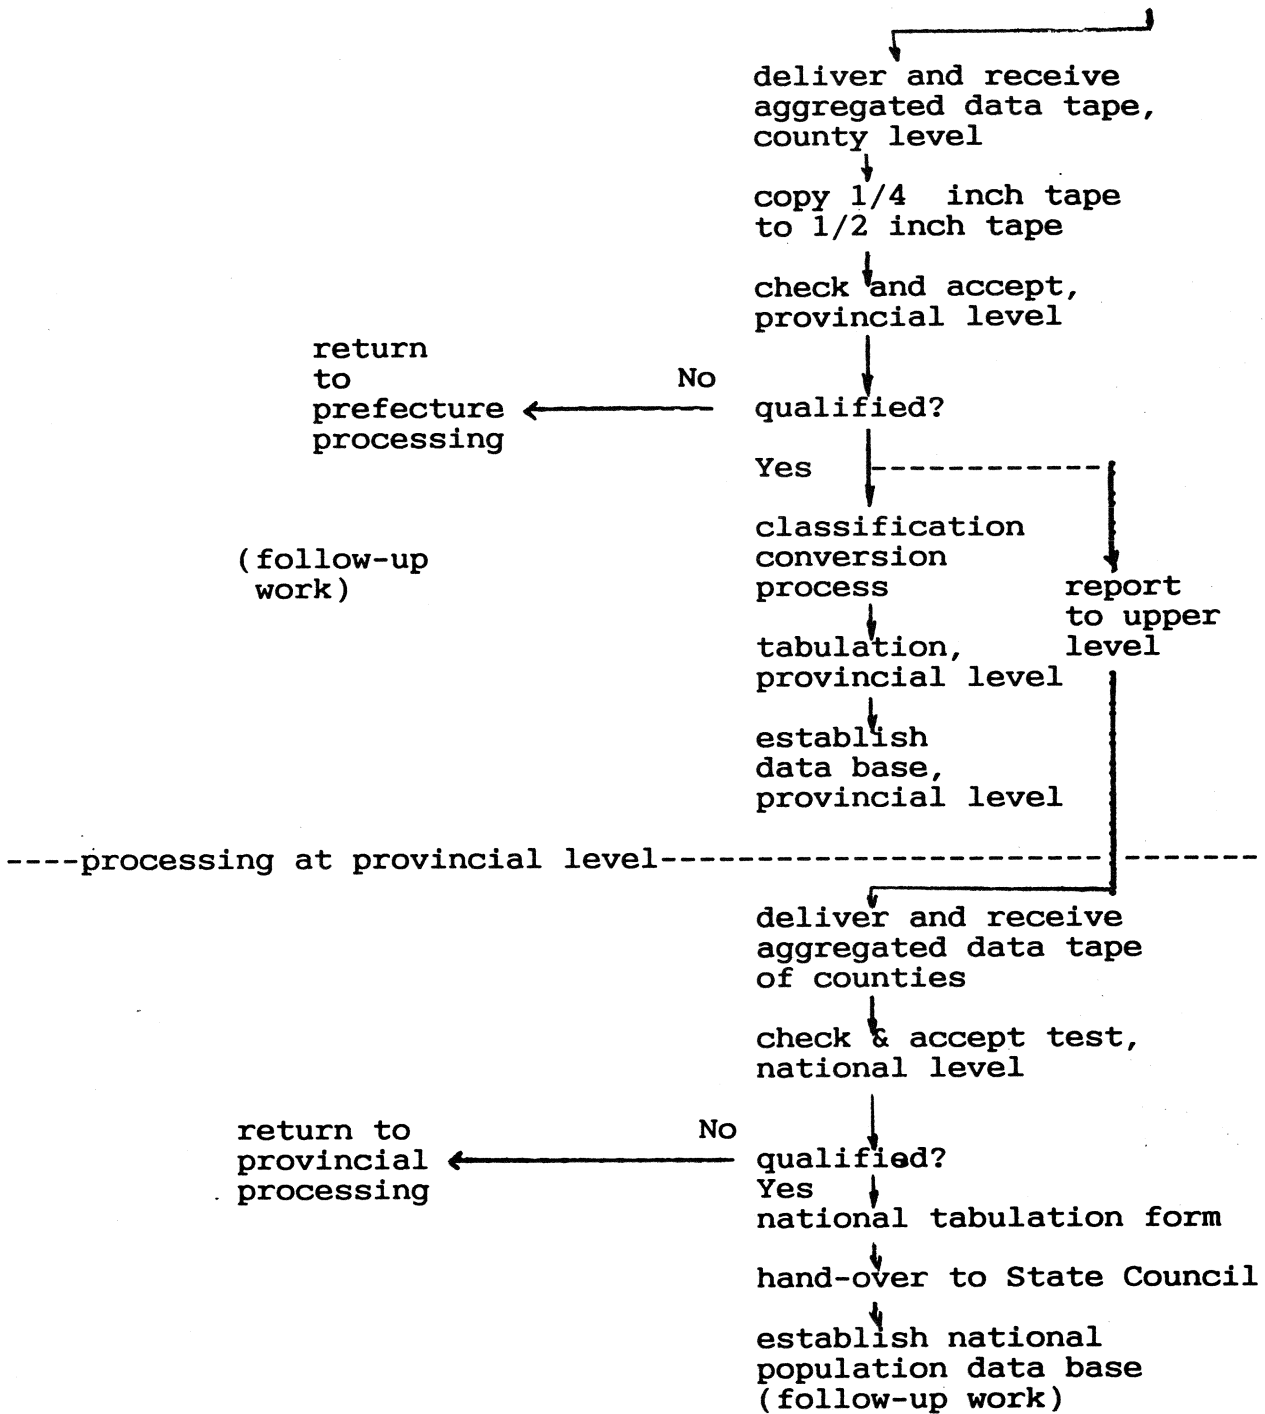 deliver and receive
aggregated data tape,
county level
copy 1/4  inch tape
to 1/2 inch tape
check and accept,
provincial level
return
to
No
prefecture
qualified?
processing
Yes
classification
conversion
process
(follow-up
work)
report
to upper
level
tabulation,
provincial level
establish
data base,
provincial level
----processing at provincial level-------------------------
deliver and receive
aggregated data tape
of counties
check & accept test,
national level
return to
provincial
processing
No
qualified?
Yes
national tabulation form
hand-over to State Council
establish national
population data base
(follow-up work)